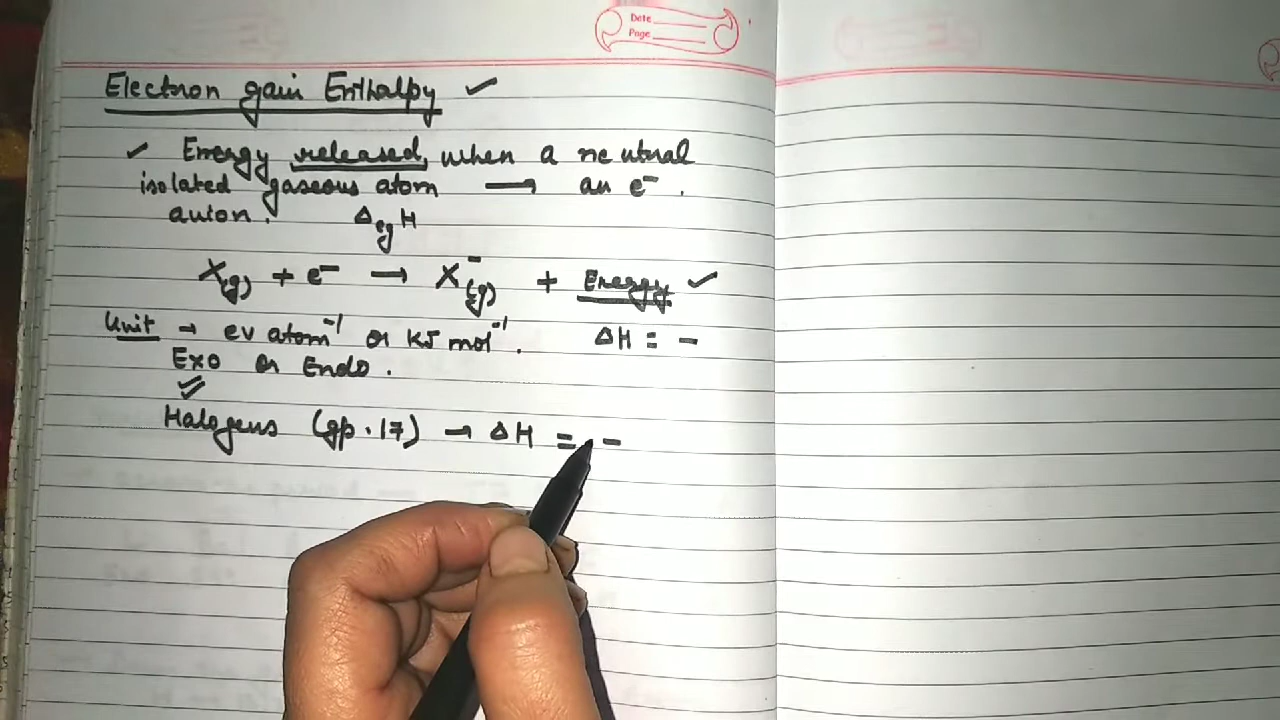 Date
Page
Electron gain Enthalpy ✓
✓ Energy released, when a neutral
isolated gaseous atom → an e⁻.
anion. ΔegH
X(g) + e⁻ → X⁻(g) + Energy ✓
Unit → ev atom⁻¹ or kJ mol⁻¹. ΔH = -
Exo or Endo.
Halogens (gp. 17) → ΔH = -